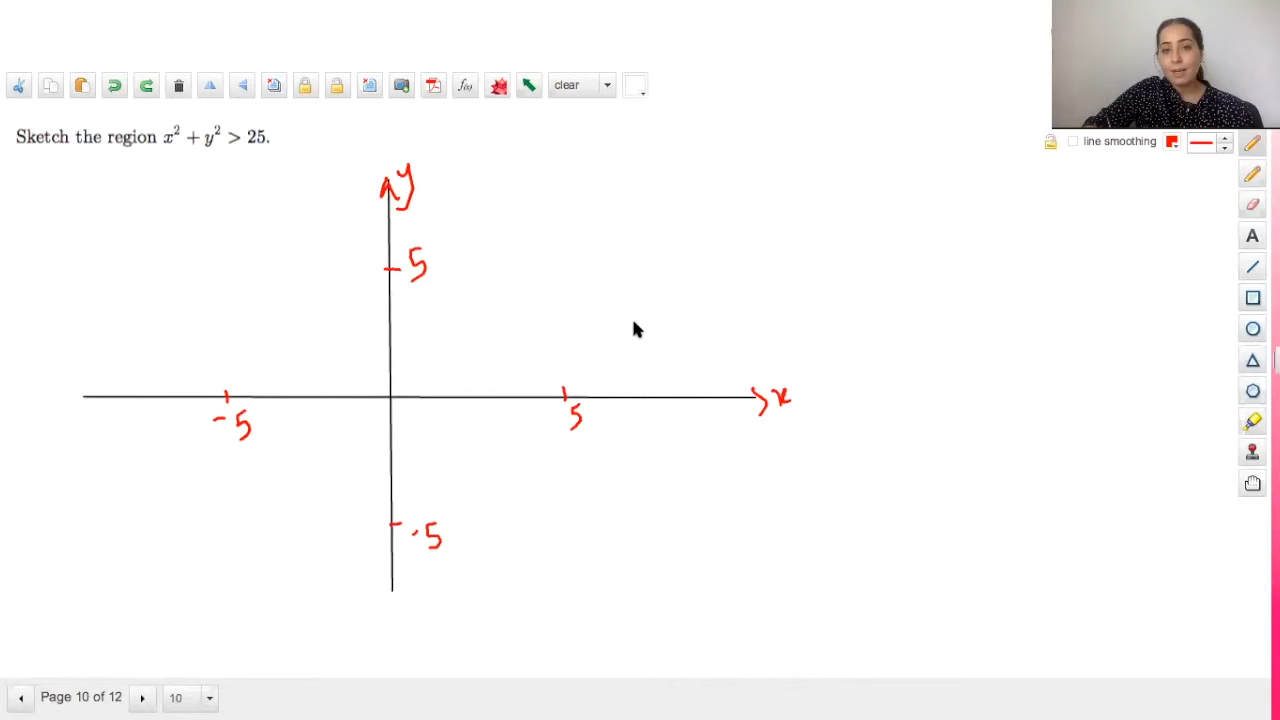 clear
line smoothing
Sketch the region x² + y² > 25.
y
5
x
-5
5
-5
Page 10 of 12
10
f(x)
A